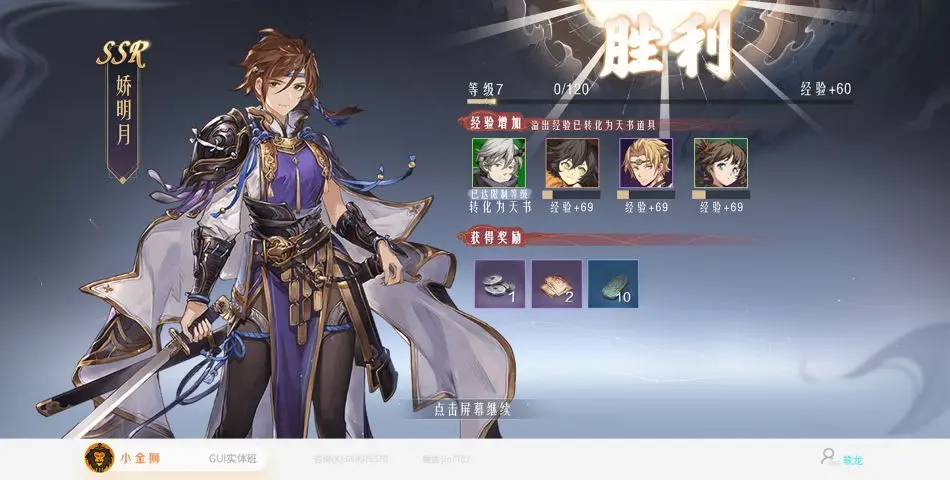 胜利
SSR
娇明月
等级7 0/120 经验+60
经验增加 溢出经验已转化为天书道具
已达限制等级
转化为天书 经验+69 经验+69 经验+69
获得奖励
1 2 10
点击屏幕继续
小金狮 GUI实体班
轶龙